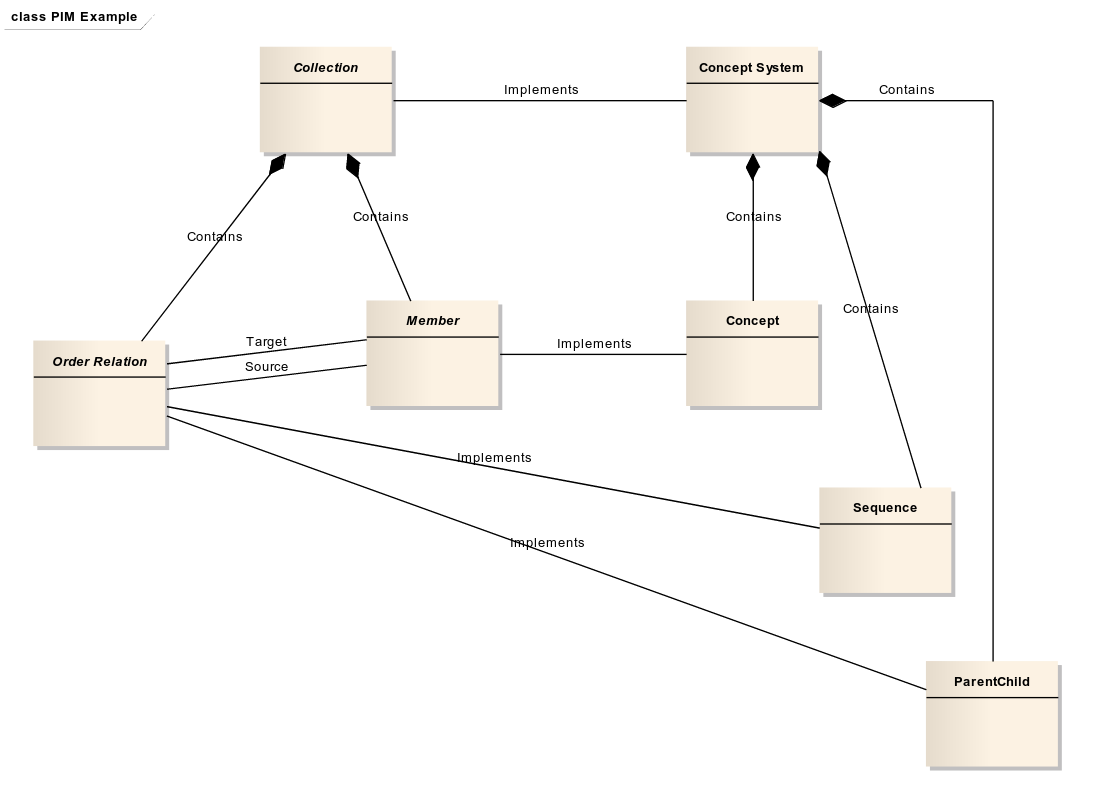 class PIM Example
Collection
Concept System
Implements
Contains
Contains
Contains
Contains
Contains
Member
Concept
Order Relation
Target
Source
Implements
Implements
Sequence
Implements
ParentChild